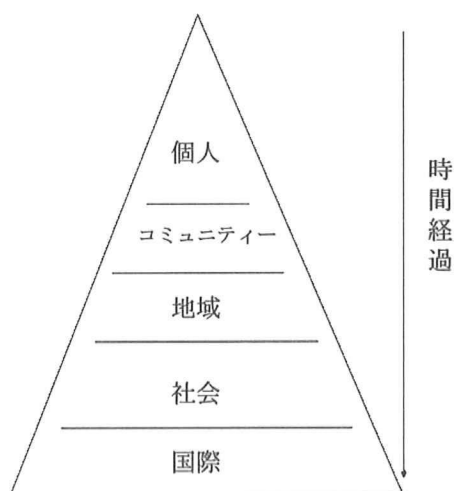 個人
コミュニティー
地域
社会
国際
時間経過